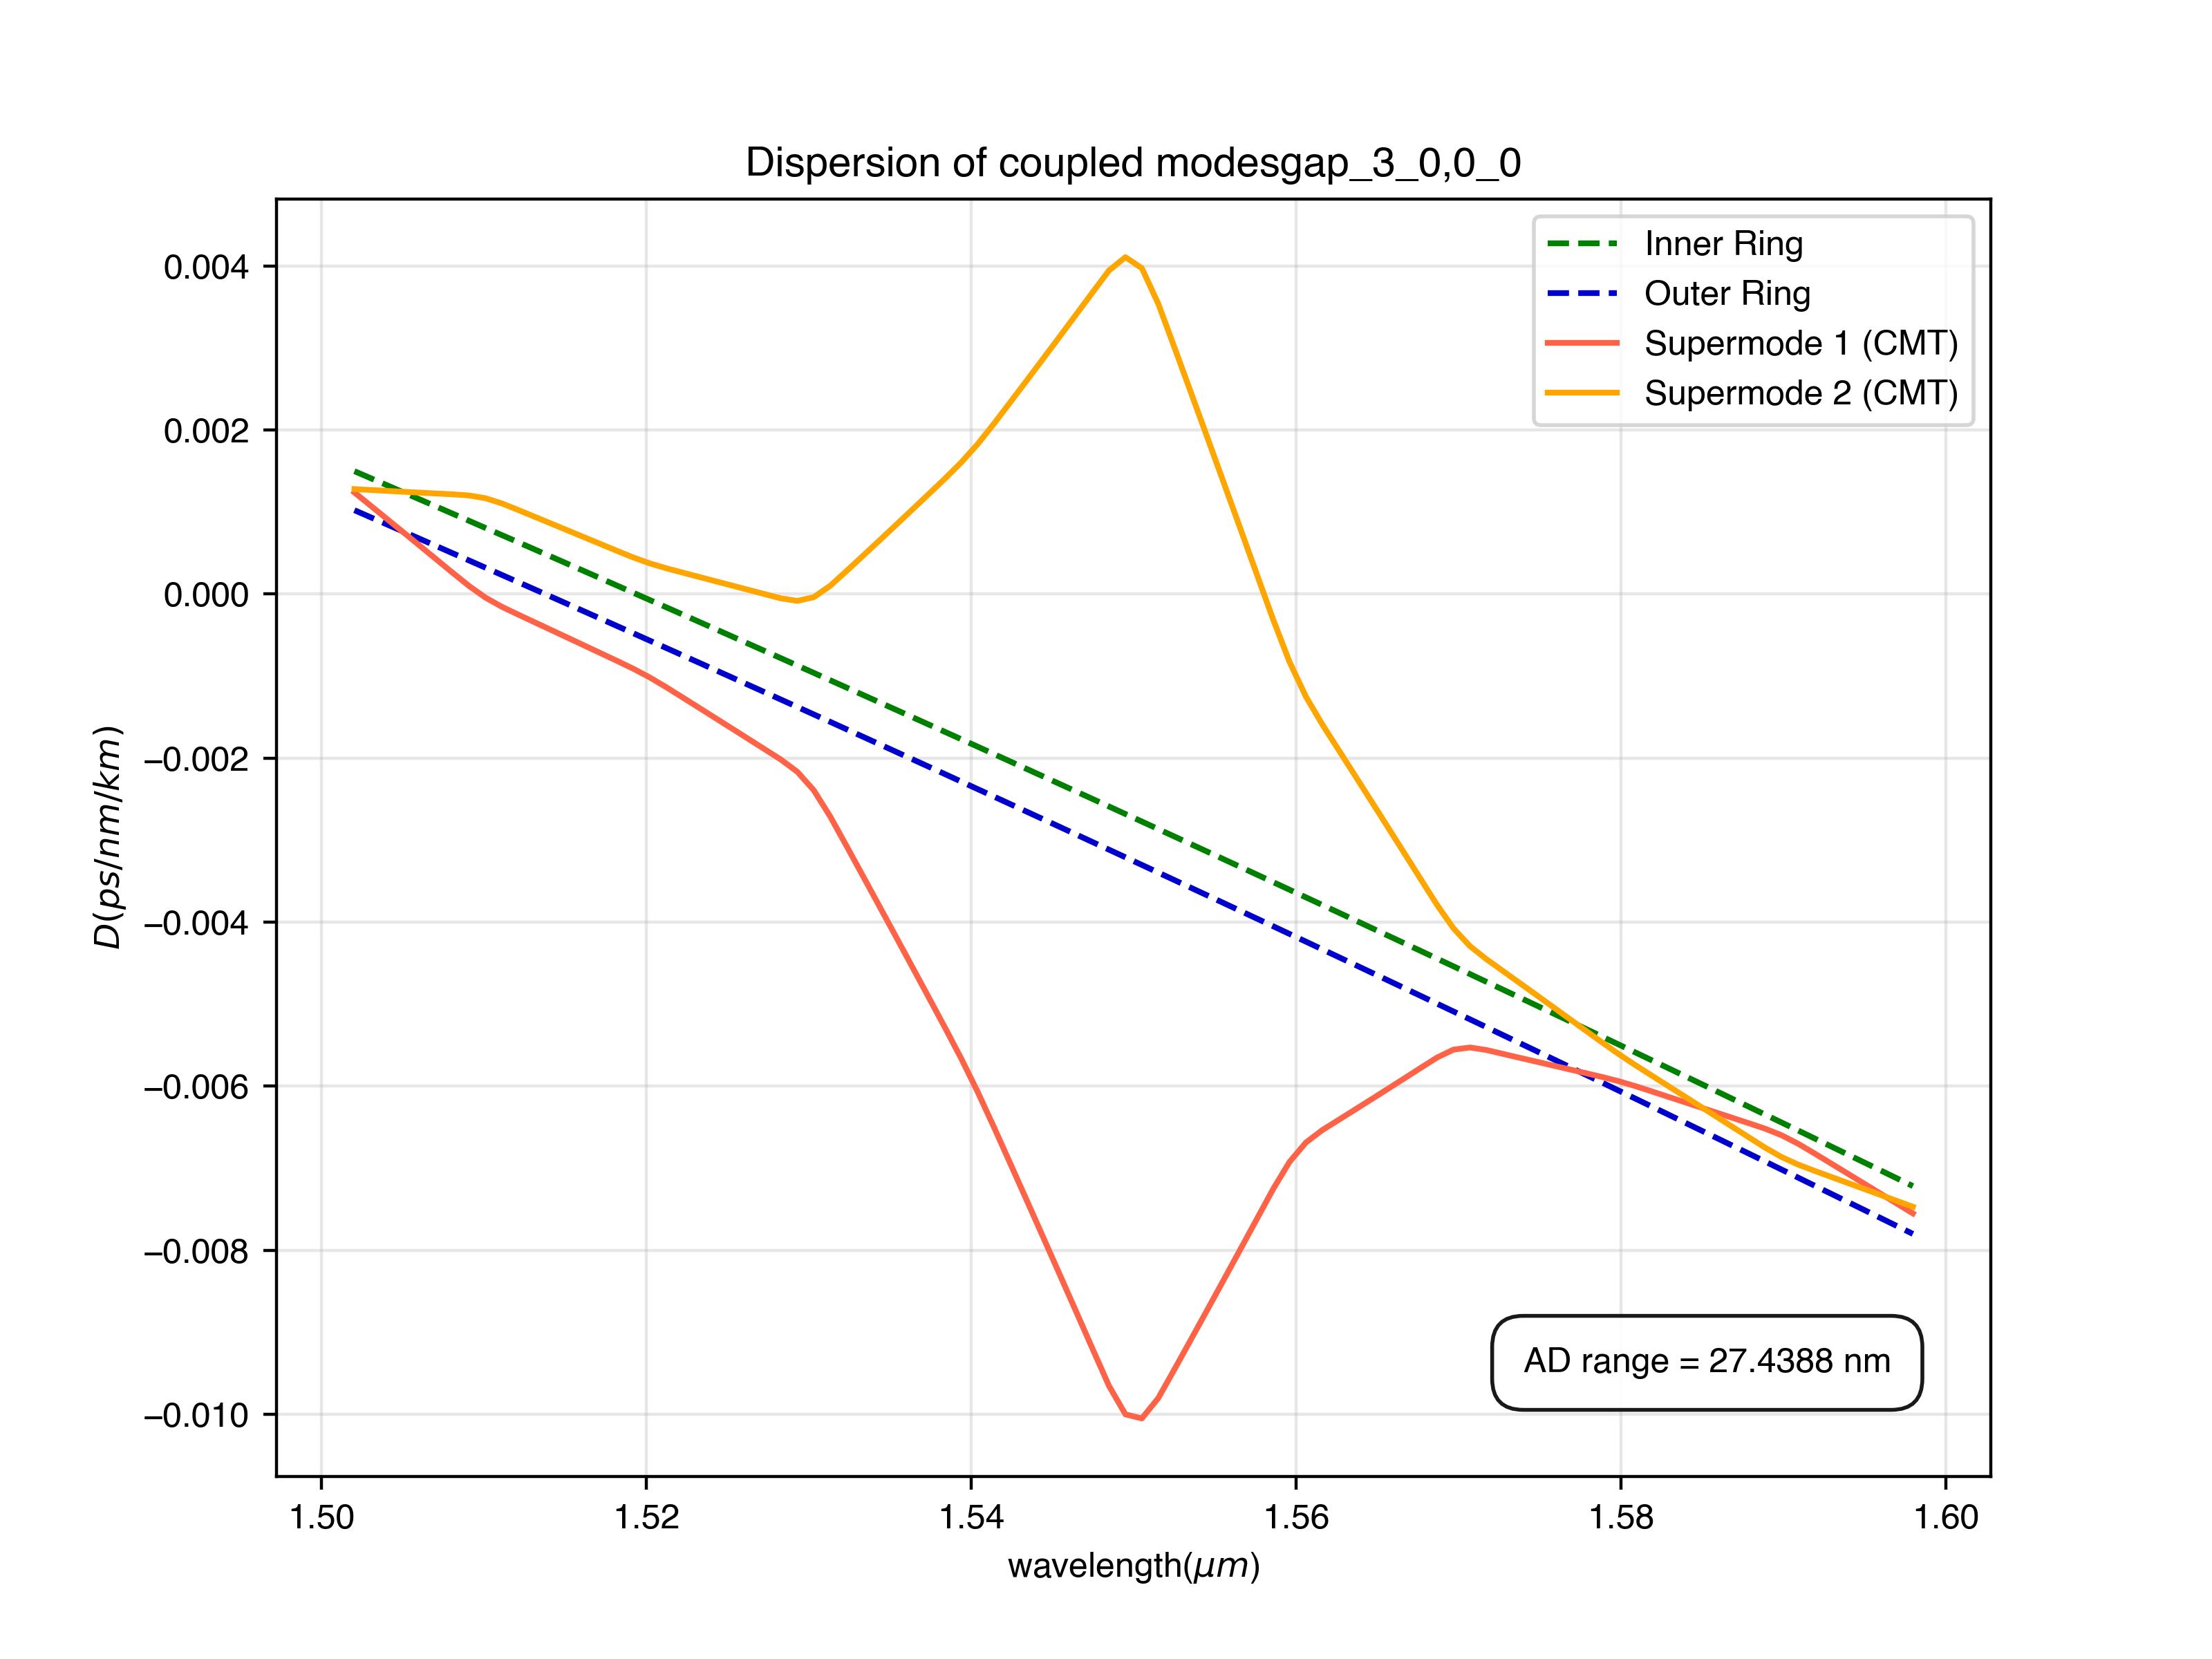 Dispersion of coupled modesgap_3_0,0_0
Inner Ring
Outer Ring
Supermode 1 (CMT)
Supermode 2 (CMT)
0.004
0.002
0.000
−0.002
−0.004
−0.006
−0.008
−0.010
D(ps/nm/km)
AD range = 27.4388 nm
1.50 1.52 1.54 1.56 1.58 1.60
wavelength(μm)